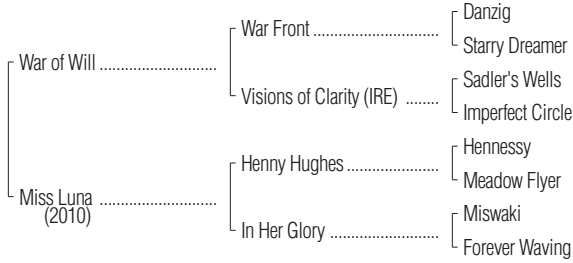 Danzig
War Front ..........................
Starry Dreamer
War of Will .........................
Sadler's Wells
Visions of Clarity (IRE) ........
Imperfect Circle
Hennessy
Henny Hughes ...................
Meadow Flyer
Miss Luna .........................
(2010)
Miswaki
In Her Glory .......................
Forever Waving